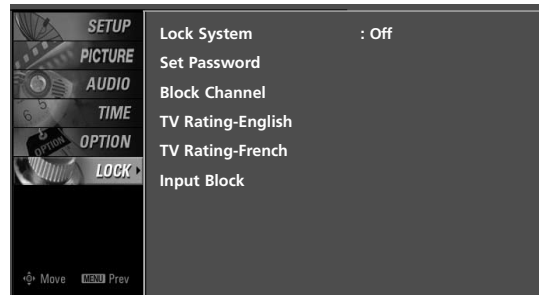 SETUP
PICTURE
AUDIO
TIME
OPTION
LOCK
Lock System : Off
Set Password
Block Channel
TV Rating-English
TV Rating-French
Input Block
Move MENU Prev